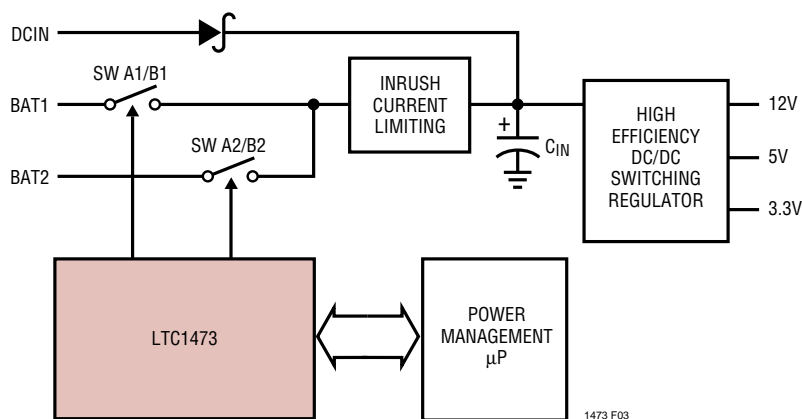 DCIN
SW A1/B1
BAT1
SW A2/B2
BAT2
INRUSH
CURRENT
LIMITING
+
CIN
HIGH
EFFICIENCY
DC/DC
SWITCHING
REGULATOR
12V
5V
3.3V
LTC1473
POWER
MANAGEMENT
µP
1473 F03